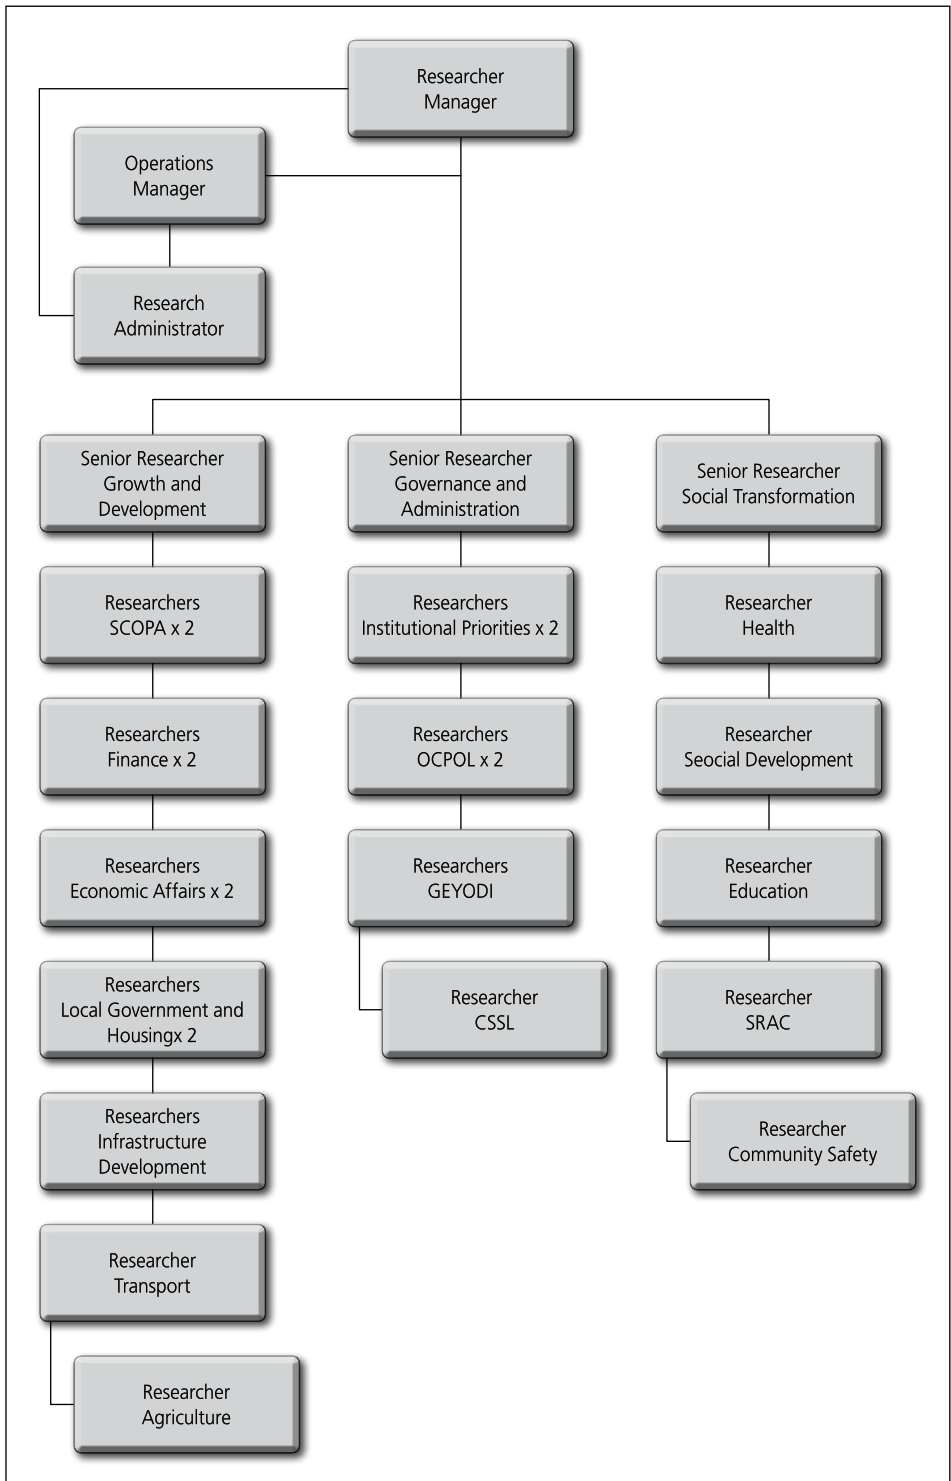 Researcher
Manager
Operations
Manager
Research
Administrator
Senior Researcher
Growth and
Development
Researchers
SCOPA x 2
Researchers
Finance x 2
Researchers
Economic Affairs x 2
Researchers
Local Government and
Housingx 2
Researchers
Infrastructure
Development
Researcher
Transport
Researcher
Agriculture
Senior Researcher
Governance and
Administration
Researchers
Institutional Priorities x 2
Researchers
OCPOL x 2
Researchers
GEYODI
Researcher
CSSL
Senior Researcher
Social Transformation
Researcher
Health
Researcher
Seocial Development
Researcher
Education
Researcher
SRAC
Researcher
Community Safety